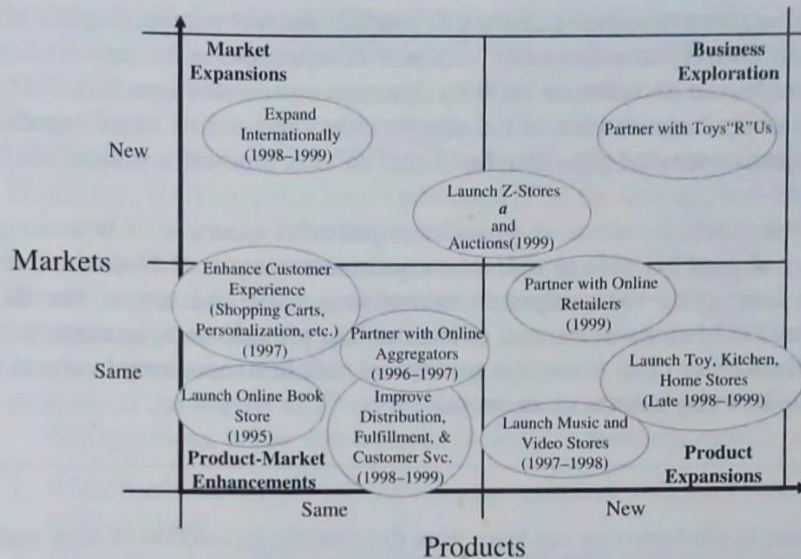 Market
Expansions
Business
Exploration
Expand
Internationally
(1998–1999)
Partner with Toys"R"Us
New
Launch Z-Stores
a
and
Auctions(1999)
Markets
Enhance Customer
Experience
(Shopping Carts,
Personalization, etc.)
(1997)
Partner with Online
Retailers
(1999)
Partner with Online
Aggregators
(1996–1997)
Same
Launch Toy, Kitchen,
Home Stores
(Late 1998–1999)
Launch Online Book
Store
(1995)
Improve
Distribution,
Fulfillment, &
Customer Svc.
(1998–1999)
Launch Music and
Video Stores
(1997–1998)
Product-Market
Enhancements
Product
Expansions
Same
New
Products